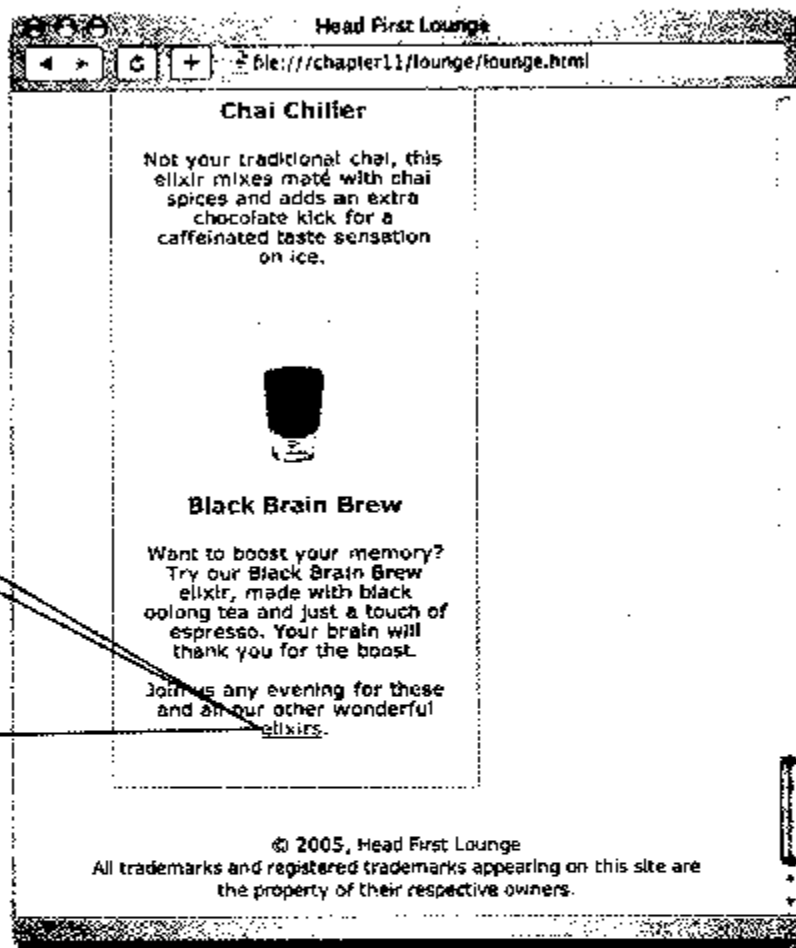 Head First Lounge
file:///chapter11/lounge/lounge.html
Chai Chiller
Not your traditional chai, this
elixir mixes maté with chai
spices and adds an extra
chocolate kick for a
caffeinated taste sensation
on ice.
Black Brain Brew
Want to boost your memory?
Try our Black Brain Brew
elixir, made with black
oolong tea and just a touch of
espresso. Your brain will
thank you for the boost.
Join us any evening for these
and all our other wonderful
elixirs.
© 2005, Head First Lounge
All trademarks and registered trademarks appearing on this site are
the property of their respective owners.